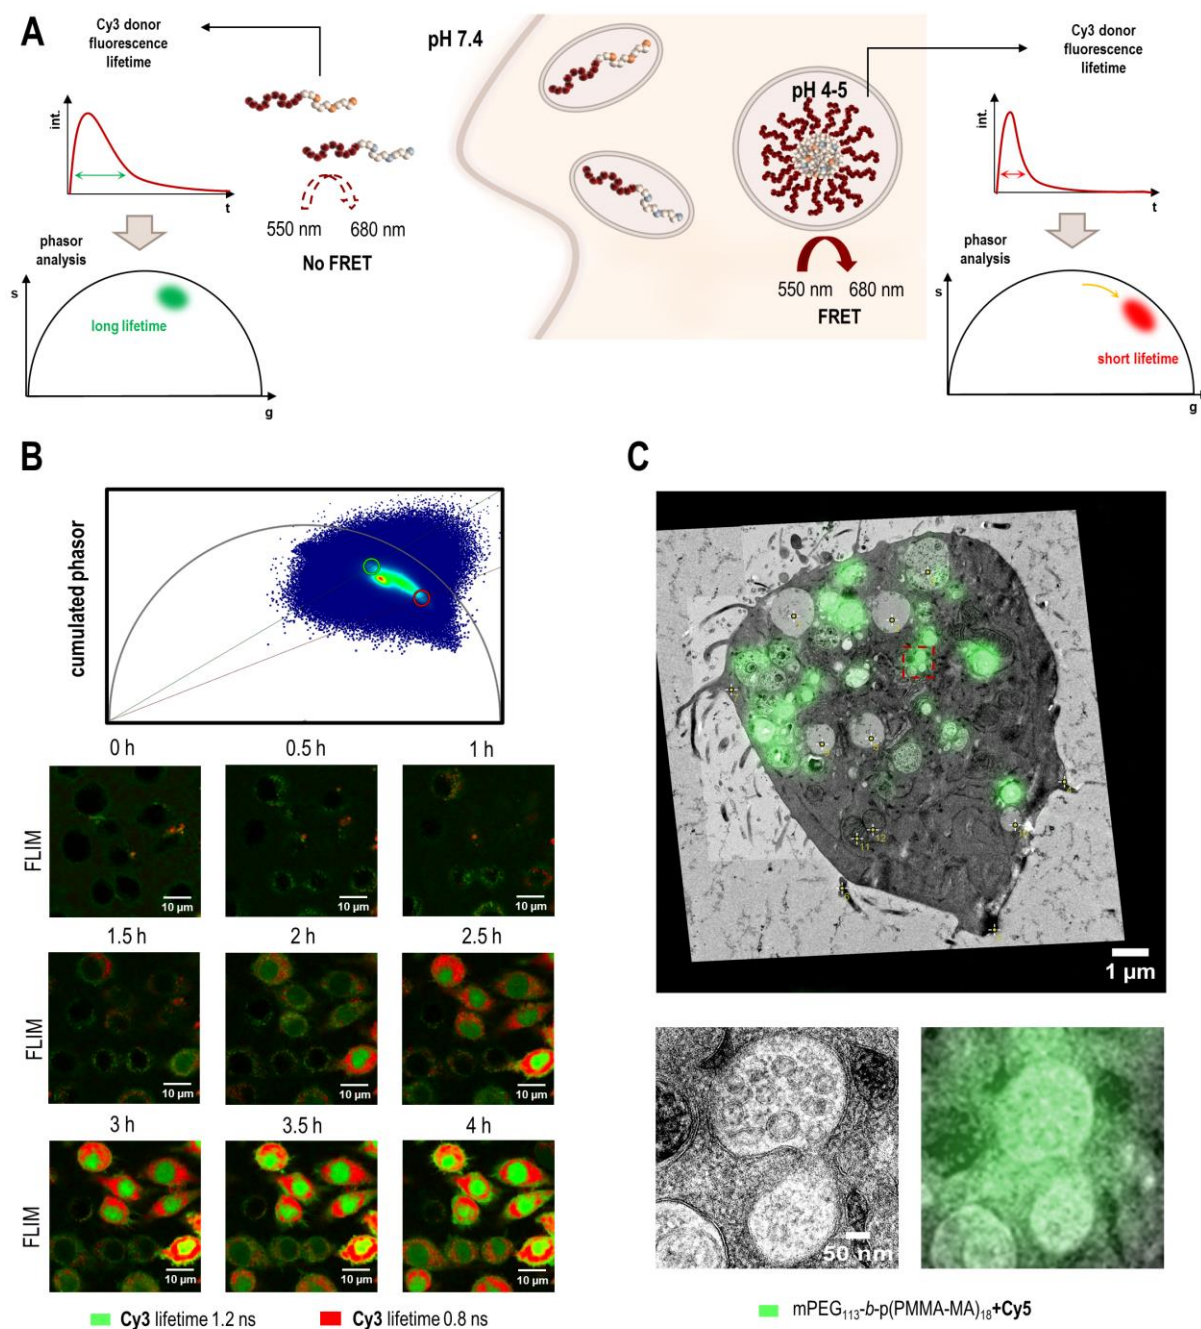 A
Cy3 donor
fluorescence
lifetime
int.
t
phasor
analysis
s
long lifetime
g
550 nm 680 nm
No FRET
pH 7.4
pH 4-5
550 nm 680 nm
FRET
Cy3 donor
fluorescence
lifetime
int.
t
phasor
analysis
s
short lifetime
g
B
cumulated phasor
0 h 0.5 h 1 h
FLIM
10 µm 10 µm 10 µm
1.5 h 2 h 2.5 h
FLIM
10 µm 10 µm 10 µm
3 h 3.5 h 4 h
FLIM
10 µm 10 µm 10 µm
Cy3 lifetime 1.2 ns Cy3 lifetime 0.8 ns
C
11
12
1 µm
50 nm
mPEG113-b-p(PMMA-MA)18+Cy5